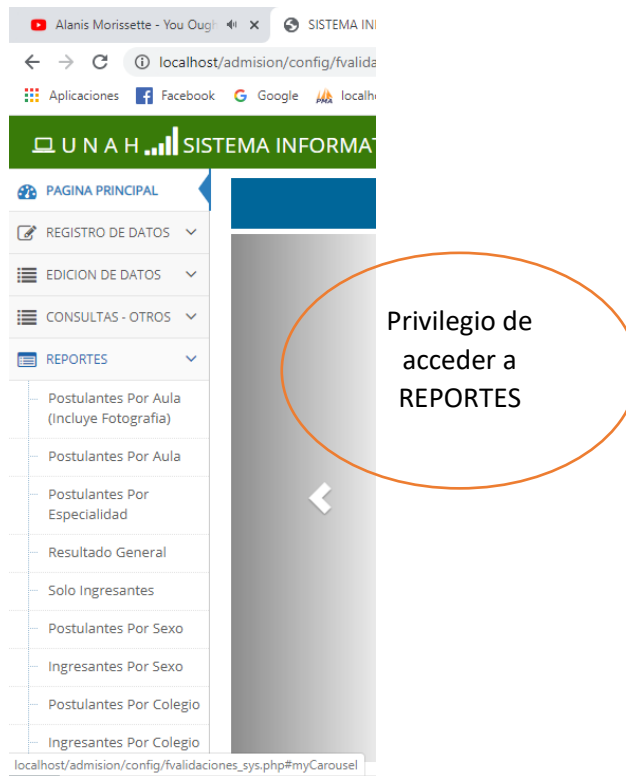 Alanis Morissette - You Ough
SISTEMA IN
localhost/admision/config/fvalida
Aplicaciones Facebook Google localh
U N A H SISTEMA INFORMAT
PAGINA PRINCIPAL
REGISTRO DE DATOS
EDICION DE DATOS
CONSULTAS - OTROS
REPORTES
Postulantes Por Aula
(Incluye Fotografia)
Postulantes Por Aula
Postulantes Por
Especialidad
Resultado General
Solo Ingresantes
Postulantes Por Sexo
Ingresantes Por Sexo
Postulantes Por Colegio
Ingresantes Por Colegio
localhost/admision/config/fvalidaciones_sys.php#myCarousel
Privilegio de
acceder a
REPORTES